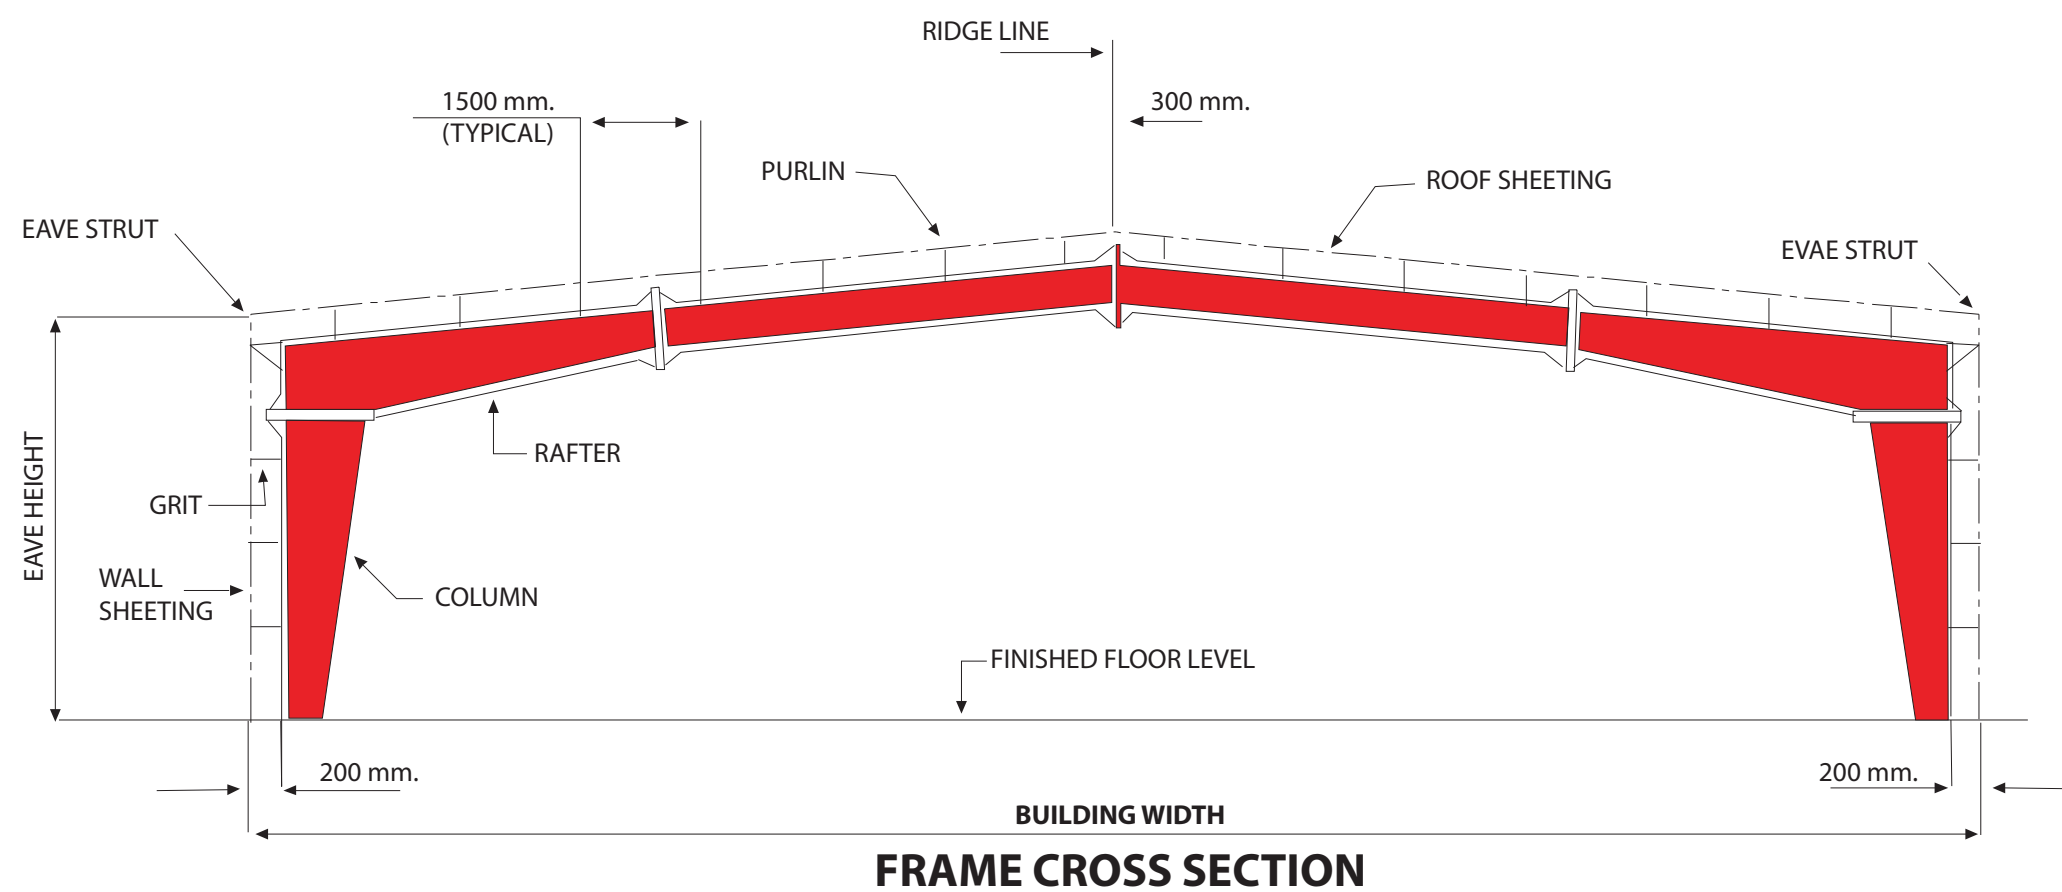 RIDGE LINE
1500 mm.
(TYPICAL)
300 mm.
PURLIN
ROOF SHEETING
EAVE STRUT
EVAE STRUT
EAVE HEIGHT
RAFTER
GRIT
WALL
SHEETING
COLUMN
FINISHED FLOOR LEVEL
200 mm.
200 mm.
BUILDING WIDTH
FRAME CROSS SECTION